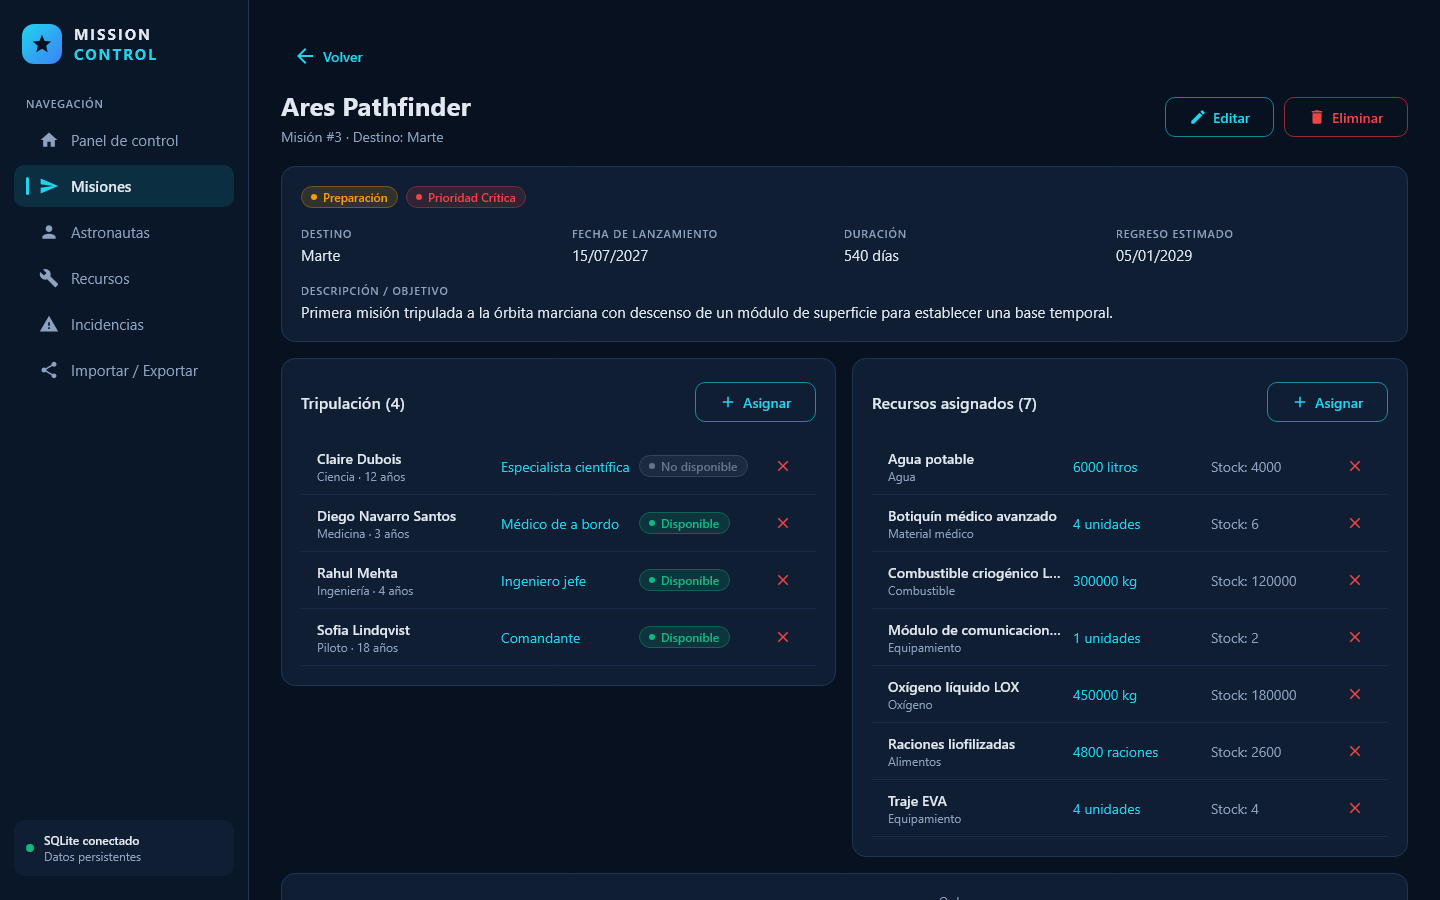 MISSION
CONTROL
NAVEGACIÓN
Panel de control
Misiones
Astronautas
Recursos
Incidencias
Importar / Exportar
SQLite conectado
Datos persistentes
Volver
Ares Pathfinder
Misión #3 · Destino: Marte
Editar
Eliminar
Preparación
Prioridad Crítica
DESTINO
Marte
FECHA DE LANZAMIENTO
15/07/2027
DURACIÓN
540 días
REGRESO ESTIMADO
05/01/2029
DESCRIPCIÓN / OBJETIVO
Primera misión tripulada a la órbita marciana con descenso de un módulo de superficie para establecer una base temporal.
Tripulación (4)
Asignar
Claire Dubois
Ciencia · 12 años
Especialista científica
No disponible
Diego Navarro Santos
Medicina · 3 años
Médico de a bordo
Disponible
Rahul Mehta
Ingeniería · 4 años
Ingeniero jefe
Disponible
Sofia Lindqvist
Piloto · 18 años
Comandante
Disponible
Recursos asignados (7)
Asignar
Agua potable
Agua
6000 litros
Stock: 4000
Botiquín médico avanzado
Material médico
4 unidades
Stock: 6
Combustible criogénico L...
Combustible
300000 kg
Stock: 120000
Módulo de comunicacion...
Equipamiento
1 unidades
Stock: 2
Oxígeno líquido LOX
Oxígeno
450000 kg
Stock: 180000
Raciones liofilizadas
Alimentos
4800 raciones
Stock: 2600
Traje EVA
Equipamiento
4 unidades
Stock: 4